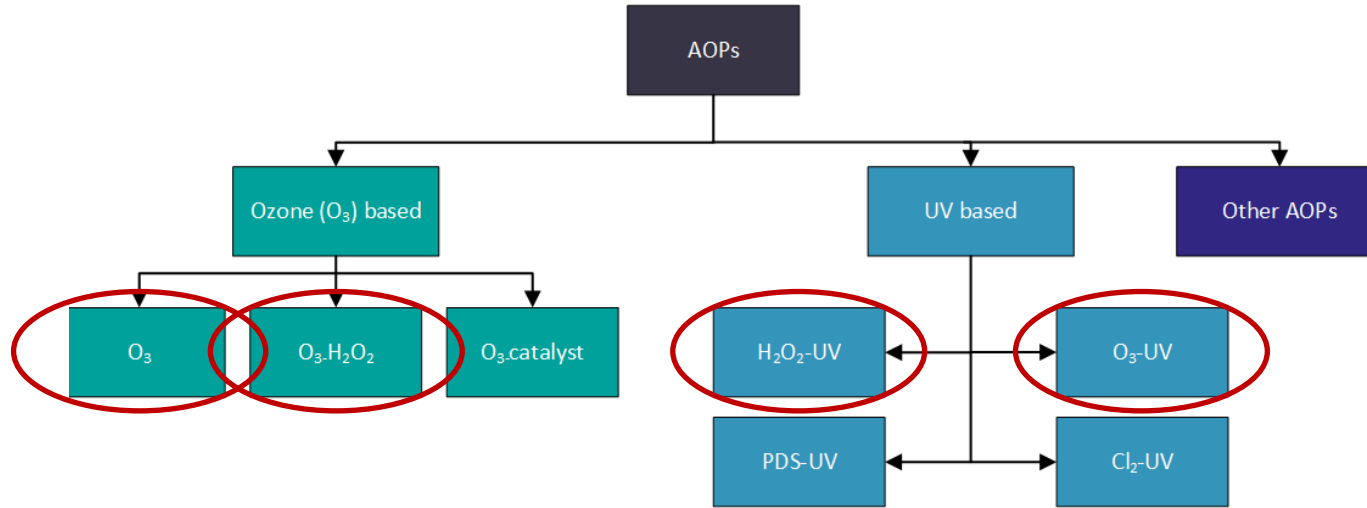 AOPs
Ozone (O₃) based
UV based
Other AOPs
O₃
O₃.H₂O₂
O₃.catalyst
H₂O₂-UV
O₃-UV
PDS-UV
Cl₂-UV